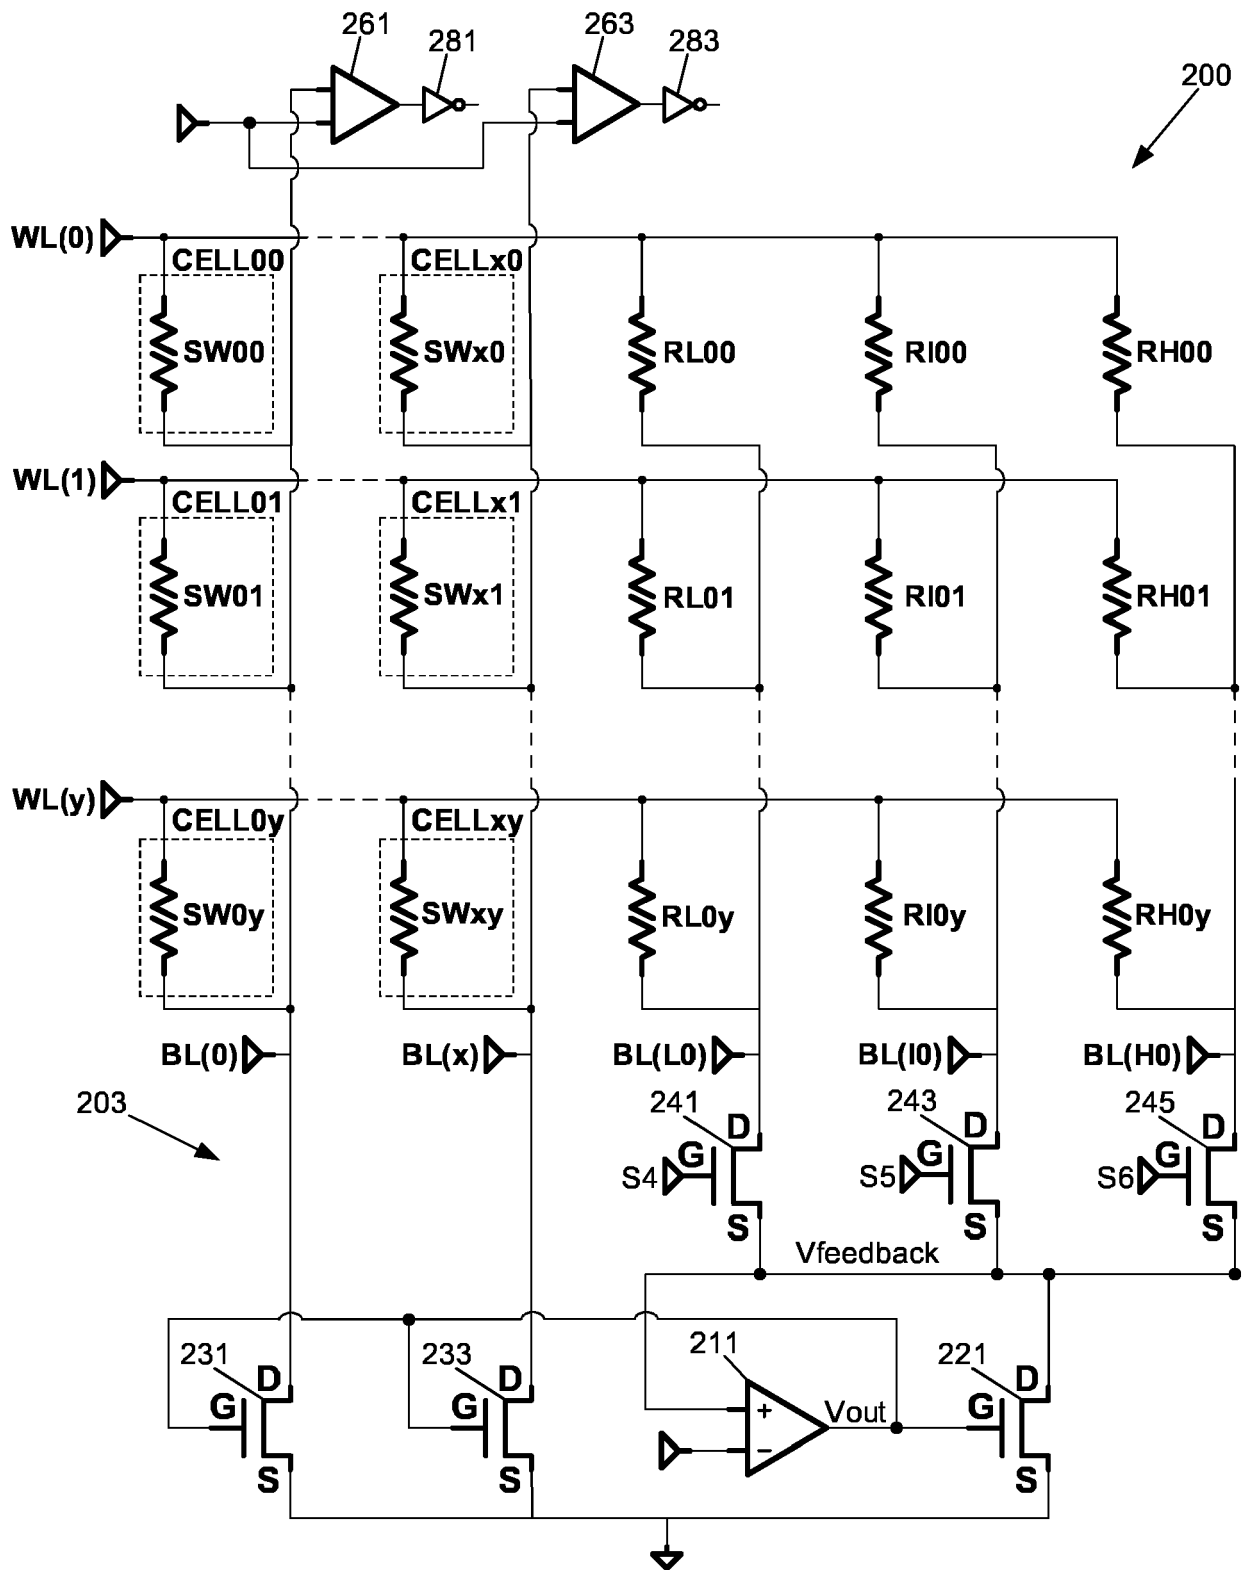 261
281
263
283
200
WL(0)
CELL00
CELLx0
SW00
SWx0
RL00
RI00
RH00
WL(1)
CELL01
CELLx1
SW01
SWx1
RL01
RI01
RH01
WL(y)
CELL0y
CELLxy
SW0y
SWxy
RL0y
RI0y
RH0y
BL(0)
BL(x)
BL(L0)
BL(I0)
BL(H0)
203
241
243
245
D
D
D
S4
G
S5
G
S6
G
S
S
S
Vfeedback
231
233
211
221
D
D
D
G
G
+
Vout
G
−
S
S
S